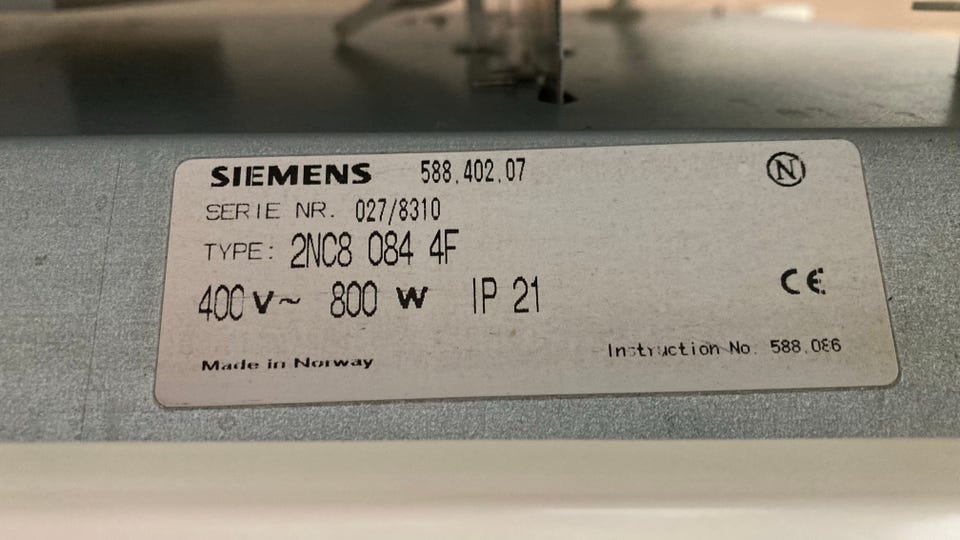 SIEMENS 588.402.07
N
SERIE NR. 027/8310
TYPE: 2NC8 084 4F
400 V~ 800 W IP 21
CE
Made in Norway
Instruction No. 588.086